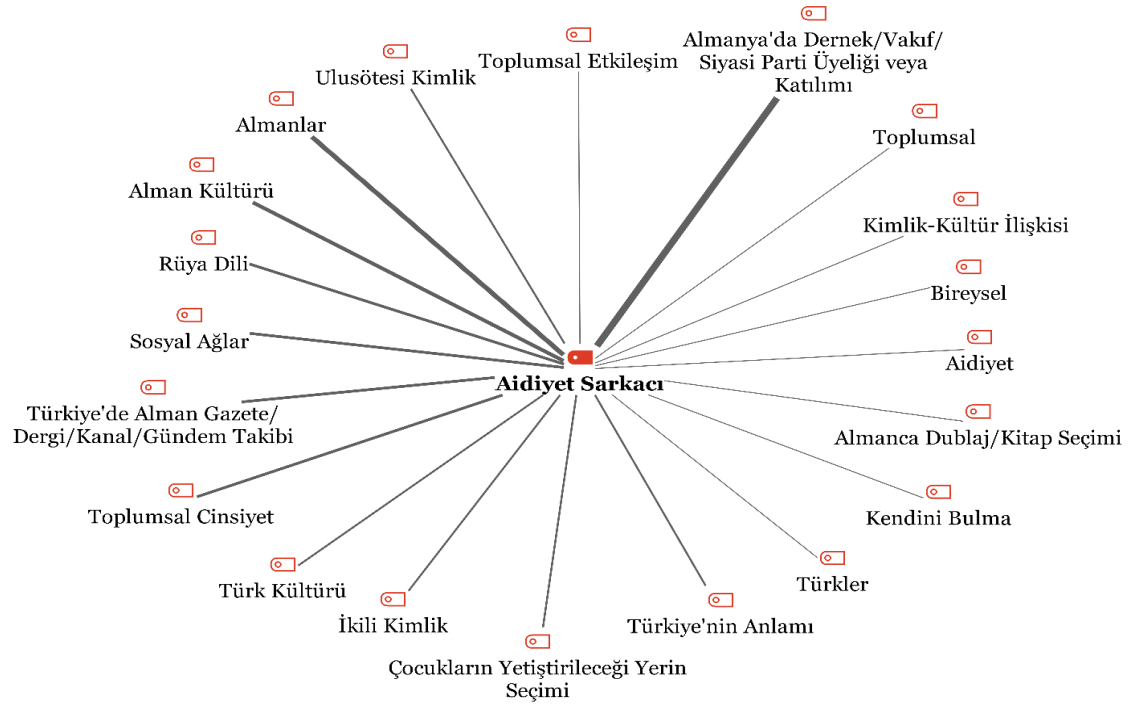 Almanya'da Dernek/Vakıf/
Siyasi Parti Üyeliği veya
Katılımı
Toplumsal Etkileşim
Ulusötesi Kimlik
Almanlar
Toplumsal
Alman Kültürü
Kimlik-Kültür İlişkisi
Rüya Dili
Bireysel
Sosyal Ağlar
Aidiyet
Aidiyet Sarkacı
Türkiye'de Alman Gazete/
Dergi/Kanal/Gündem Takibi
Almanca Dublaj/Kitap Seçimi
Toplumsal Cinsiyet
Kendini Bulma
Türk Kültürü
Türkler
İkili Kimlik
Türkiye'nin Anlamı
Çocukların Yetiştirileceği Yerin
Seçimi